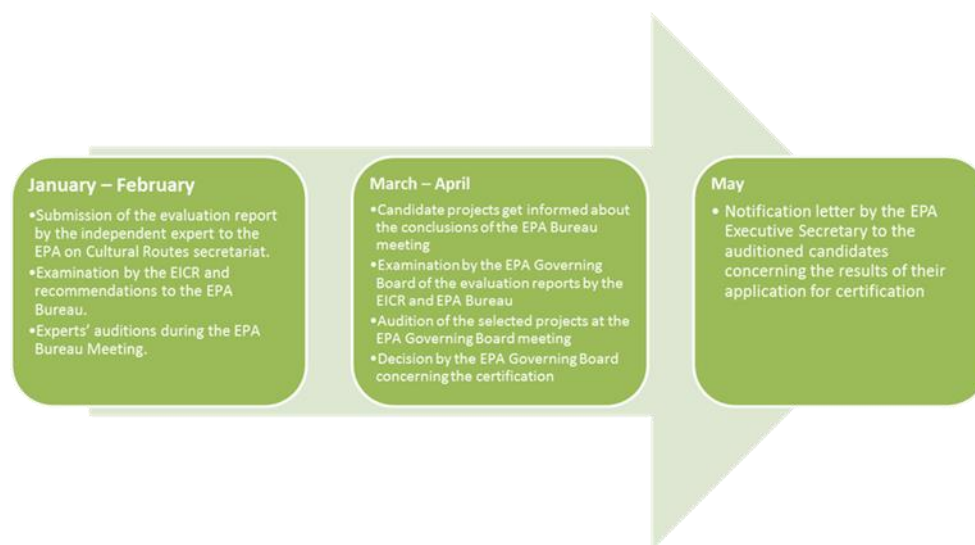 January – February
•Submission of the evaluation report
by the independent expert to the
EPA on Cultural Routes secretariat.
•Examination by the EICR and
recommendations to the EPA
Bureau.
•Experts' auditions during the EPA
Bureau Meeting.
March – April
•Candidate projects get informed about
the conclusions of the EPA Bureau
meeting
•Examination by the EPA Governing
Board of the evaluation reports by the
EICR and EPA Bureau
•Audition of the selected projects at the
EPA Governing Board meeting
•Decision by the EPA Governing Board
concerning the certification
May
• Notification letter by the EPA
Executive Secretary to the
auditioned candidates
concerning the results of their
application for certification